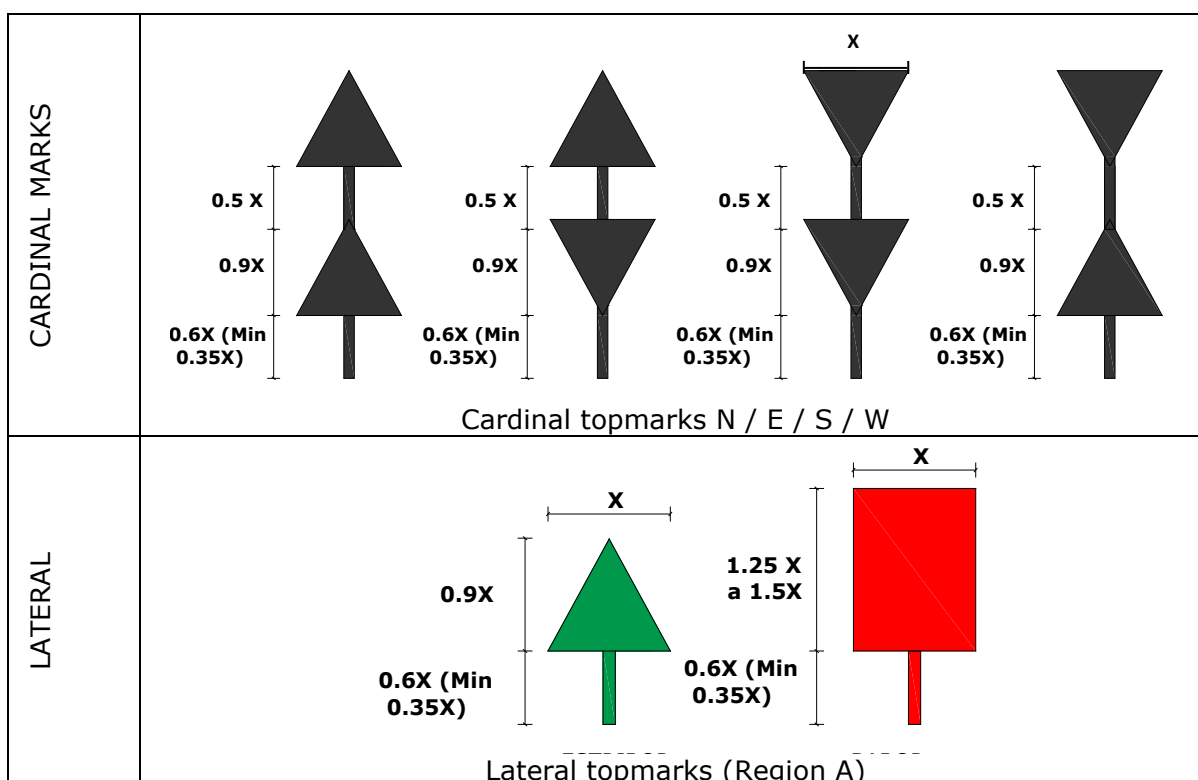 CARDINAL MARKS
X
0.5 X
0.5 X
0.5 X
0.5 X
0.9X
0.9X
0.9X
0.9X
0.6X (Min
0.35X)
0.6X (Min
0.35X)
0.6X (Min
0.35X)
0.6X (Min
0.35X)
Cardinal topmarks N / E / S / W
LATERAL
X
X
0.9X
1.25 X
a 1.5X
0.6X (Min
0.35X)
0.6X (Min
0.35X)
Lateral topmarks (Region A)